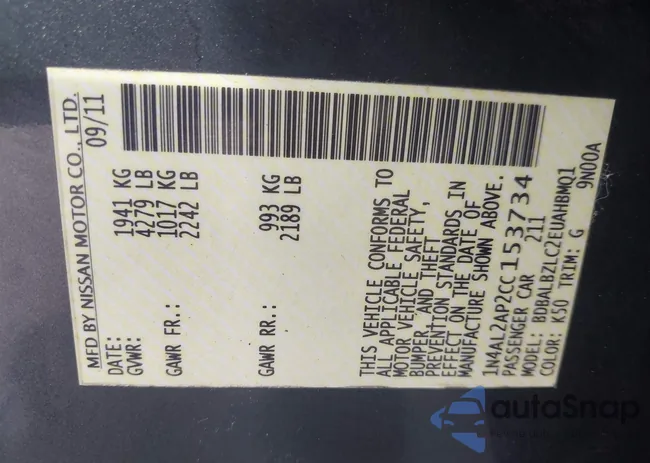 MFD BY NISSAN MOTOR CO., LTD.
DATE: 09/11
GVWR: 1941 KG
4279 LB
GAWR FR.: 1017 KG
2242 LB
GAWR RR.: 993 KG
2189 LB
THIS VEHICLE CONFORMS TO
ALL APPLICABLE FEDERAL
MOTOR VEHICLE SAFETY,
BUMPER, AND THEFT
PREVENTION STANDARDS IN
EFFECT ON THE DATE OF
MANUFACTURE SHOWN ABOVE.
1N4AL2AP2CC153734
PASSENGER CAR 211
MODEL: BDBALBZLC2EUAHBMQ1
COLOR: K50 TRIM: G 9N00A
autoSnap